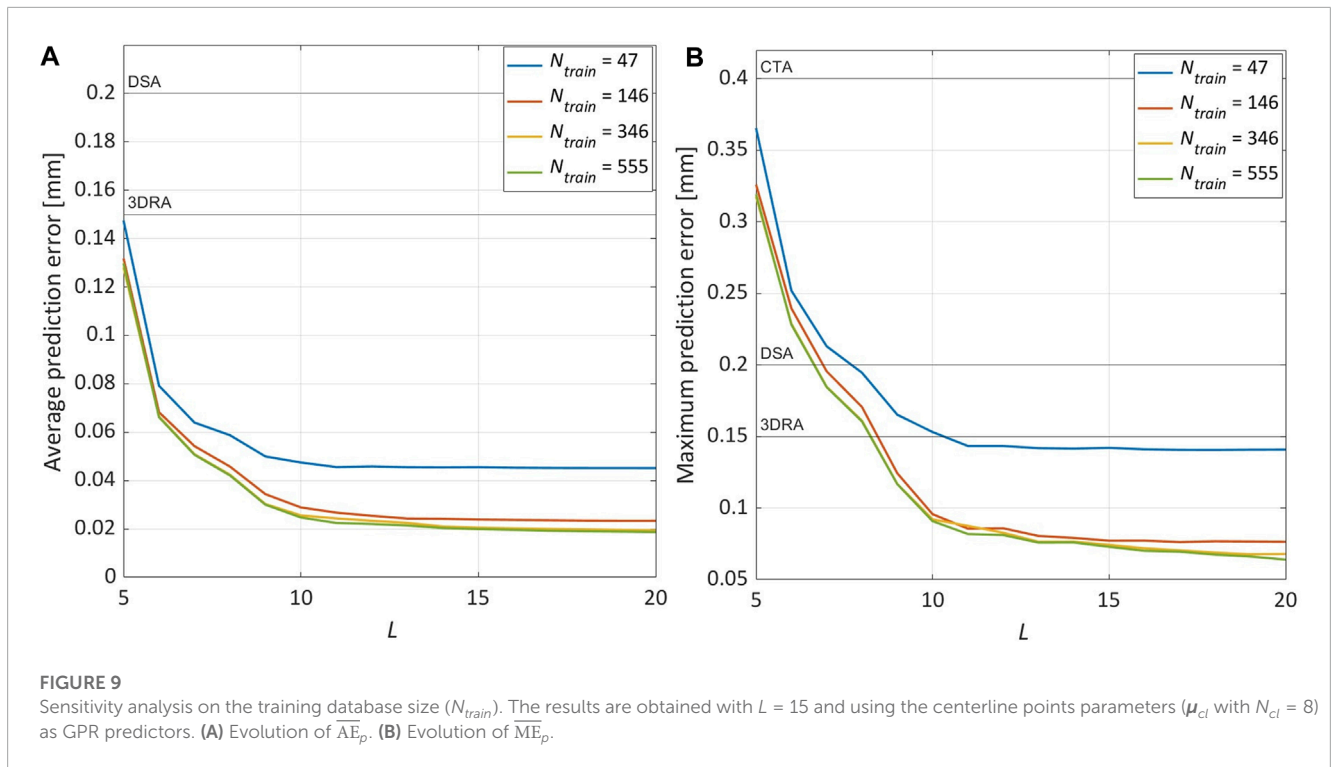 A
Average prediction error [mm]
0.2
0.18
0.16
0.14
0.12
0.1
0.08
0.06
0.04
0.02
0
DSA
3DRA
N_train = 47
N_train = 146
N_train = 346
N_train = 555
5 10 15 20
L
B
Maximum prediction error [mm]
0.4
0.35
0.3
0.25
0.2
0.15
0.1
0.05
CTA
DSA
3DRA
N_train = 47
N_train = 146
N_train = 346
N_train = 555
5 10 15 20
L
FIGURE 9
Sensitivity analysis on the training database size (N_train). The results are obtained with L = 15 and using the centerline points parameters (μ_cl with N_cl = 8)
as GPR predictors. (A) Evolution of A̅E̅_p. (B) Evolution of M̅E̅_p.